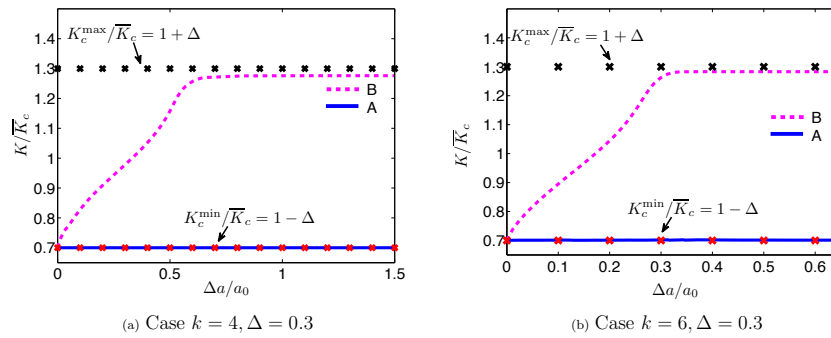 K_c^max/K̅_c = 1 + Δ
1.4
1.3
1.2
1.1
1
0.9
0.8
0.7
K/K̅_c
B
A
K_c^min/K̅_c = 1 − Δ
0
0.5
1
1.5
Δa/a_0
(a) Case k = 4, Δ = 0.3
K_c^max/K̅_c = 1 + Δ
1.4
1.3
1.2
1.1
1
0.9
0.8
0.7
K/K̅_c
B
A
K_c^min/K̅_c = 1 − Δ
0
0.1
0.2
0.3
0.4
0.5
0.6
Δa/a_0
(b) Case k = 6, Δ = 0.3